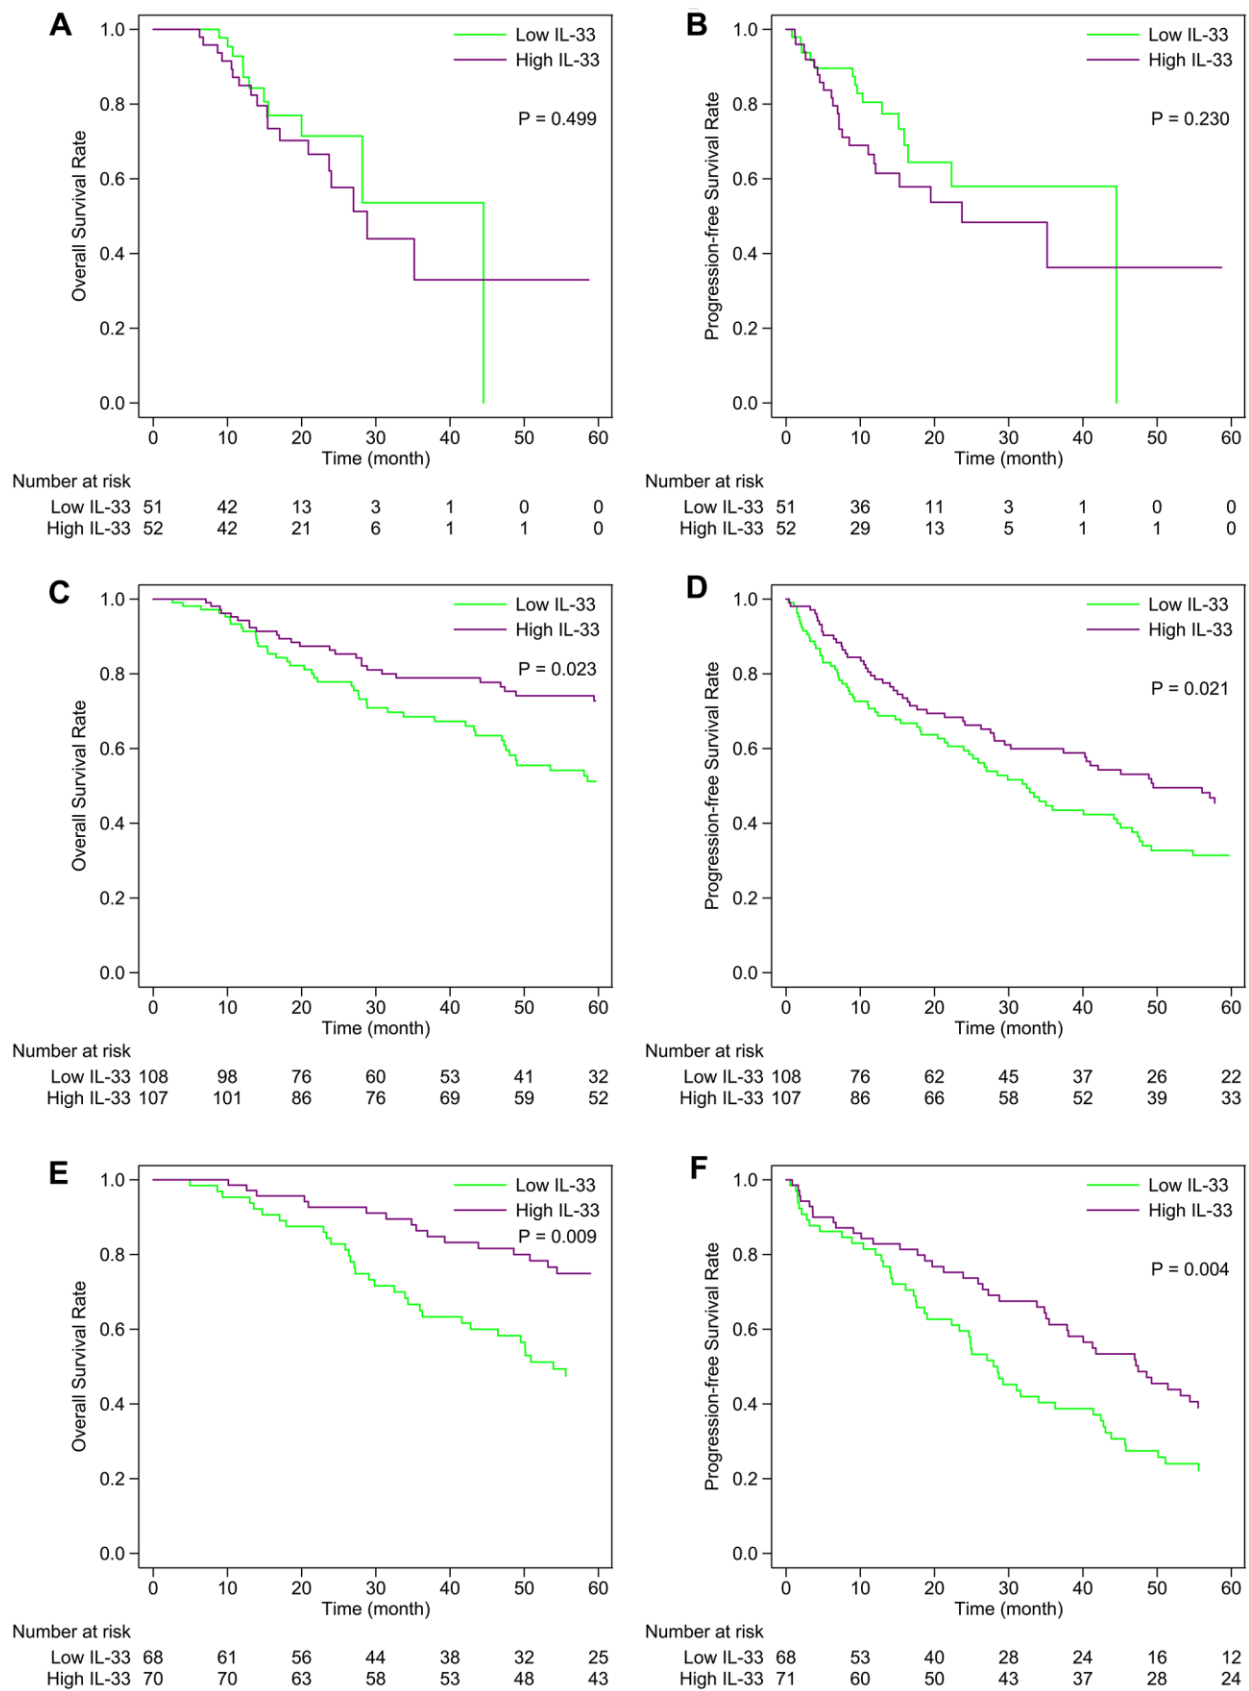 A
Low IL-33
High IL-33
P = 0.499
Overall Survival Rate
1.0
0.8
0.6
0.4
0.2
0.0
0 10 20 30 40 50 60
Time (month)
Number at risk
Low IL-33 51 42 13 3 1 0 0
High IL-33 52 42 21 6 1 1 0
B
Low IL-33
High IL-33
P = 0.230
Progression-free Survival Rate
1.0
0.8
0.6
0.4
0.2
0.0
0 10 20 30 40 50 60
Time (month)
Number at risk
Low IL-33 51 36 11 3 1 0 0
High IL-33 52 29 13 5 1 1 0
C
Low IL-33
High IL-33
P = 0.023
Overall Survival Rate
1.0
0.8
0.6
0.4
0.2
0.0
0 10 20 30 40 50 60
Time (month)
Number at risk
Low IL-33 108 98 76 60 53 41 32
High IL-33 107 101 86 76 69 59 52
D
Low IL-33
High IL-33
P = 0.021
Progression-free Survival Rate
1.0
0.8
0.6
0.4
0.2
0.0
0 10 20 30 40 50 60
Time (month)
Number at risk
Low IL-33 108 76 62 45 37 26 22
High IL-33 107 86 66 58 52 39 33
E
Low IL-33
High IL-33
P = 0.009
Overall Survival Rate
1.0
0.8
0.6
0.4
0.2
0.0
0 10 20 30 40 50 60
Time (month)
Number at risk
Low IL-33 68 61 56 44 38 32 25
High IL-33 70 70 63 58 53 48 43
F
Low IL-33
High IL-33
P = 0.004
Progression-free Survival Rate
1.0
0.8
0.6
0.4
0.2
0.0
0 10 20 30 40 50 60
Time (month)
Number at risk
Low IL-33 68 53 40 28 24 16 12
High IL-33 71 60 50 43 37 28 24